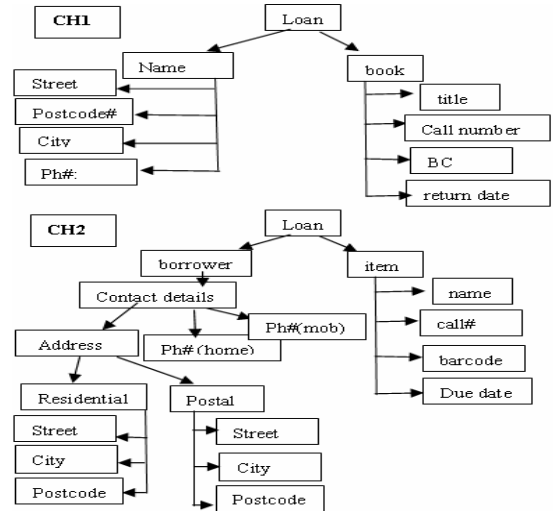 CH1
Loan
Name
book
Street
title
Postcode#
Call number
City
BC
Ph#:
return date
CH2
Loan
borrower
item
Contact details
name
Ph#(mob)
call#
Address
Ph#(home)
barcode
Residential
Postal
Due date
Street
Street
City
City
Postcode
Postcode